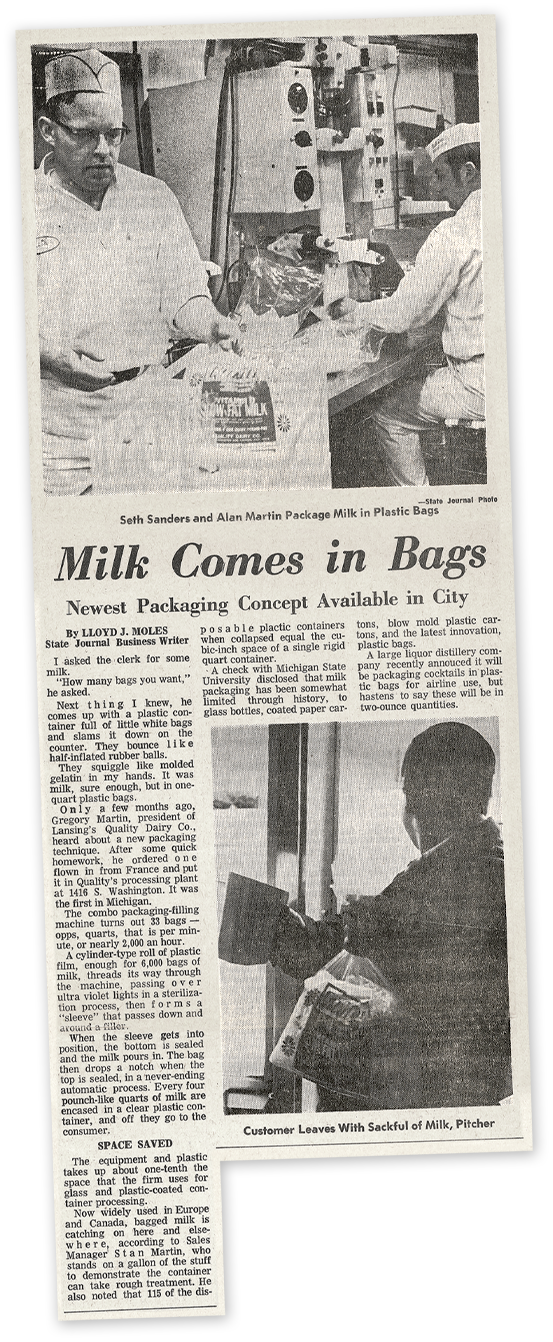 VITAMIN D
LOW FAT MILK
QUALITY DAIRY CO.
—State Journal Photo
Seth Sanders and Alan Martin Package Milk in Plastic Bags
Milk Comes in Bags
Newest Packaging Concept Available in City
By LLOYD J. MOLES
State Journal Business Writer
I asked the clerk for some
milk.
"How many bags you want,"
he asked.
Next thing I knew, he
comes up with a plastic con-
tainer full of little white bags
and slams it down on the
counter. They bounce like
half-inflated rubber balls.
They squiggle like molded
gelatin in my hands. It was
milk, sure enough, but in one-
quart plastic bags.
Only a few months ago,
Gregory Martin, president of
Lansing's Quality Dairy Co.,
heard about a new packaging
technique. After some quick
homework, he ordered one
flown in from France and put
it in Quality's processing plant
at 1416 S. Washington. It was
the first in Michigan.
The combo packaging-filling
machine turns out 33 bags —
opps, quarts, that is per min-
ute, or nearly 2,000 an hour.
A cylinder-type roll of plastic
film, enough for 6,000 bags of
milk, threads its way through
the machine, passing over
ultra violet lights in a steriliza-
tion process, then forms a
"sleeve" that passes down and
around a filler.
When the sleeve gets into
position, the bottom is sealed
and the milk pours in. The bag
then drops a notch when the
top is sealed, in a never-ending
automatic process. Every four
pounch-like quarts of milk are
encased in a clear plastic con-
tainer, and off they go to the
consumer.
SPACE SAVED
The equipment and plastic
takes up about one-tenth the
space that the firm uses for
glass and plastic-coated con-
tainer processing.
Now widely used in Europe
and Canada, bagged milk is
catching on here and else-
where, according to Sales
Manager Stan Martin, who
stands on a gallon of the stuff
to demonstrate the container
can take rough treatment. He
also noted that 115 of the dis-
posable plactic containers
when collapsed equal the cu-
bic-inch space of a single rigid
quart container.
A check with Michigan State
University disclosed that milk
packaging has been somewhat
limited through history, to
glass bottles, coated paper car-
tons, blow mold plastic car-
tons, and the latest innovation,
plastic bags.
A large liquor distillery com-
pany recently annouced it will
be packaging cocktails in plas-
tic bags for airline use, but
hastens to say these will be in
two-ounce quantities.
Customer Leaves With Sackful of Milk, Pitcher